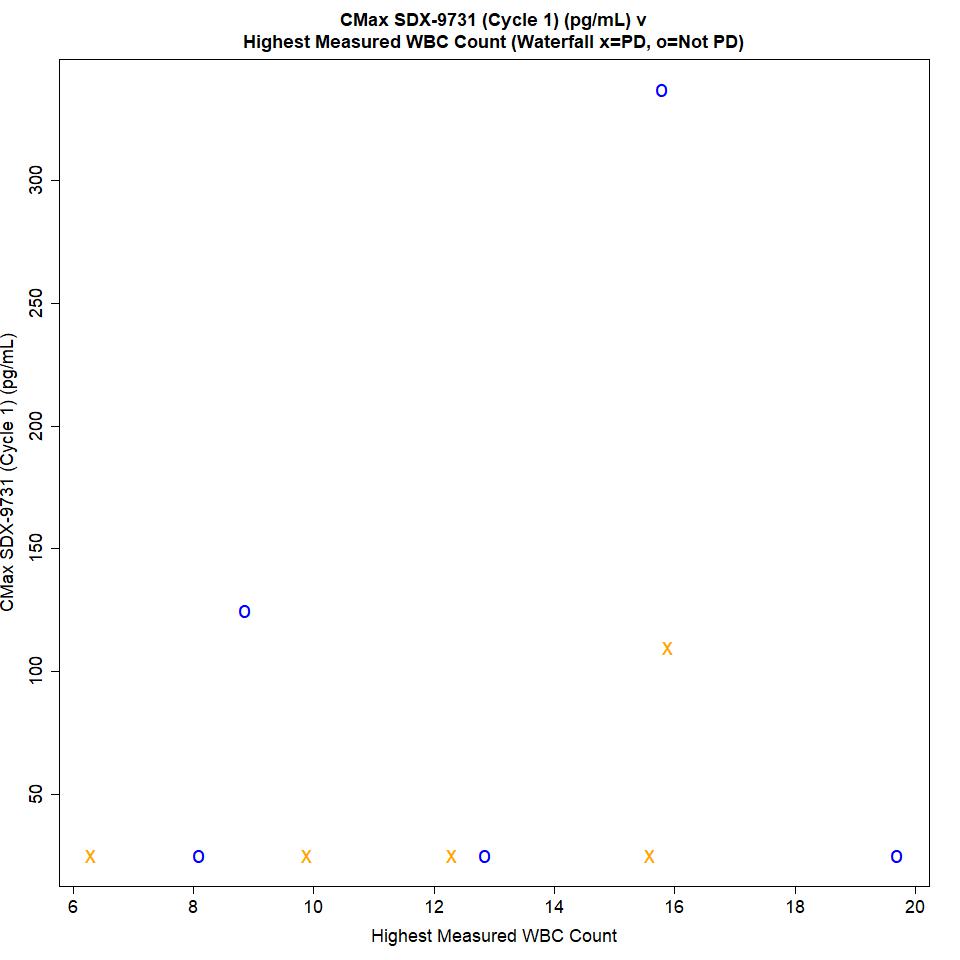 CMax SDX-9731 (Cycle 1) (pg/mL) v
Highest Measured WBC Count (Waterfall x=PD, o=Not PD)
CMax SDX-9731 (Cycle 1) (pg/mL)
300
250
200
150
100
50
O
O
X
X
O
X
X
O
X
O
6
8
10
12
14
16
18
20
Highest Measured WBC Count